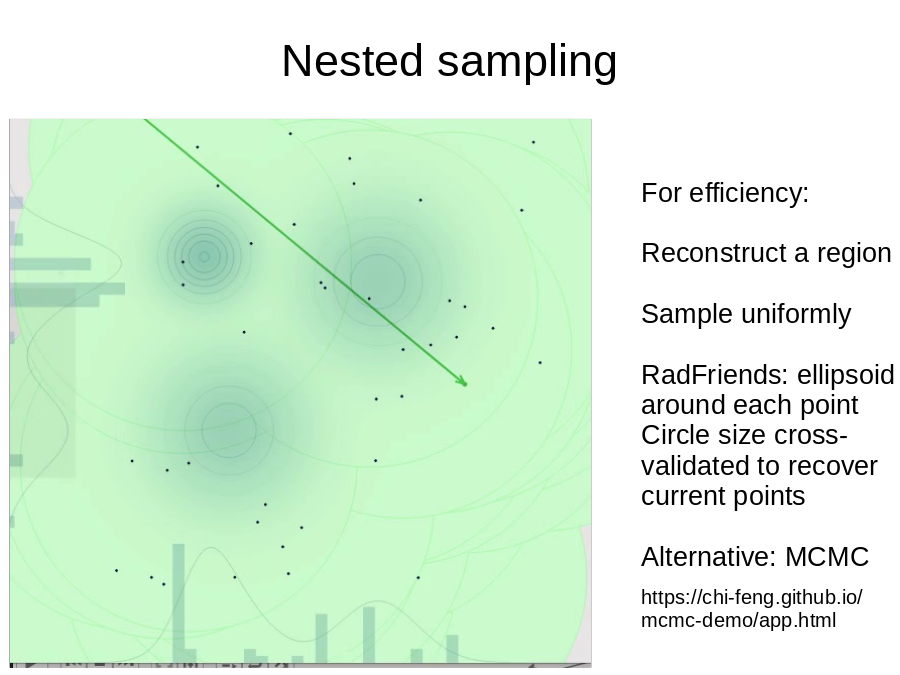 Nested sampling
For efficiency:
Reconstruct a region
Sample uniformly
RadFriends: ellipsoid
around each point
Circle size cross-
validated to recover
current points
Alternative: MCMC
https://chi-feng.github.io/
mcmc-demo/app.html